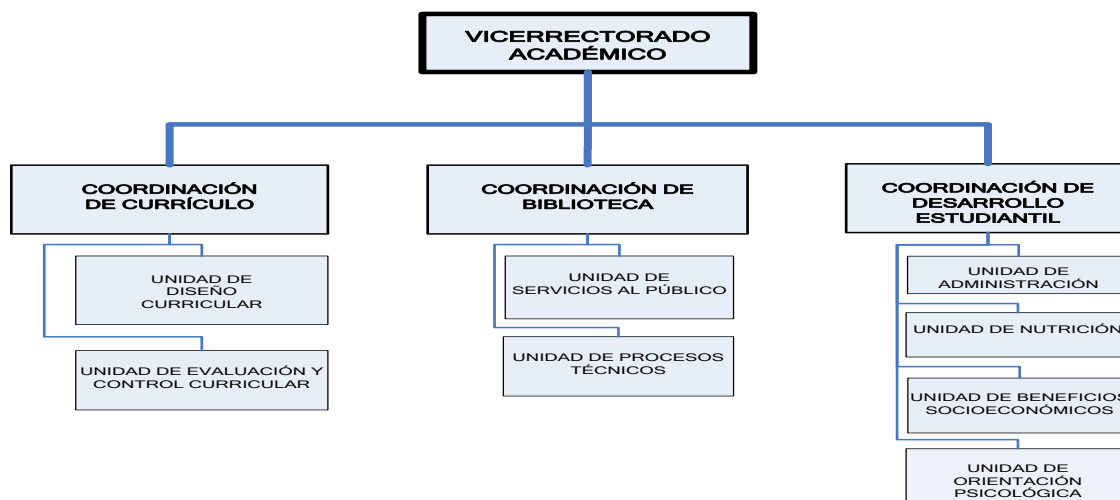 VICERRECTORADO
ACADÉMICO
COORDINACIÓN
DE CURRÍCULO
UNIDAD DE
DISEÑO
CURRICULAR
UNIDAD DE EVALUACIÓN Y
CONTROL CURRICULAR
COORDINACIÓN DE
BIBLIOTECA
UNIDAD DE
SERVICIOS AL PÚBLICO
UNIDAD DE PROCESOS
TÉCNICOS
COORDINACIÓN DE
DESARROLLO
ESTUDIANTIL
UNIDAD DE
ADMINISTRACIÓN
UNIDAD DE NUTRICIÓN
UNIDAD DE BENEFICIOS
SOCIOECONÓMICOS
UNIDAD DE
ORIENTACIÓN
PSICOLÓGICA